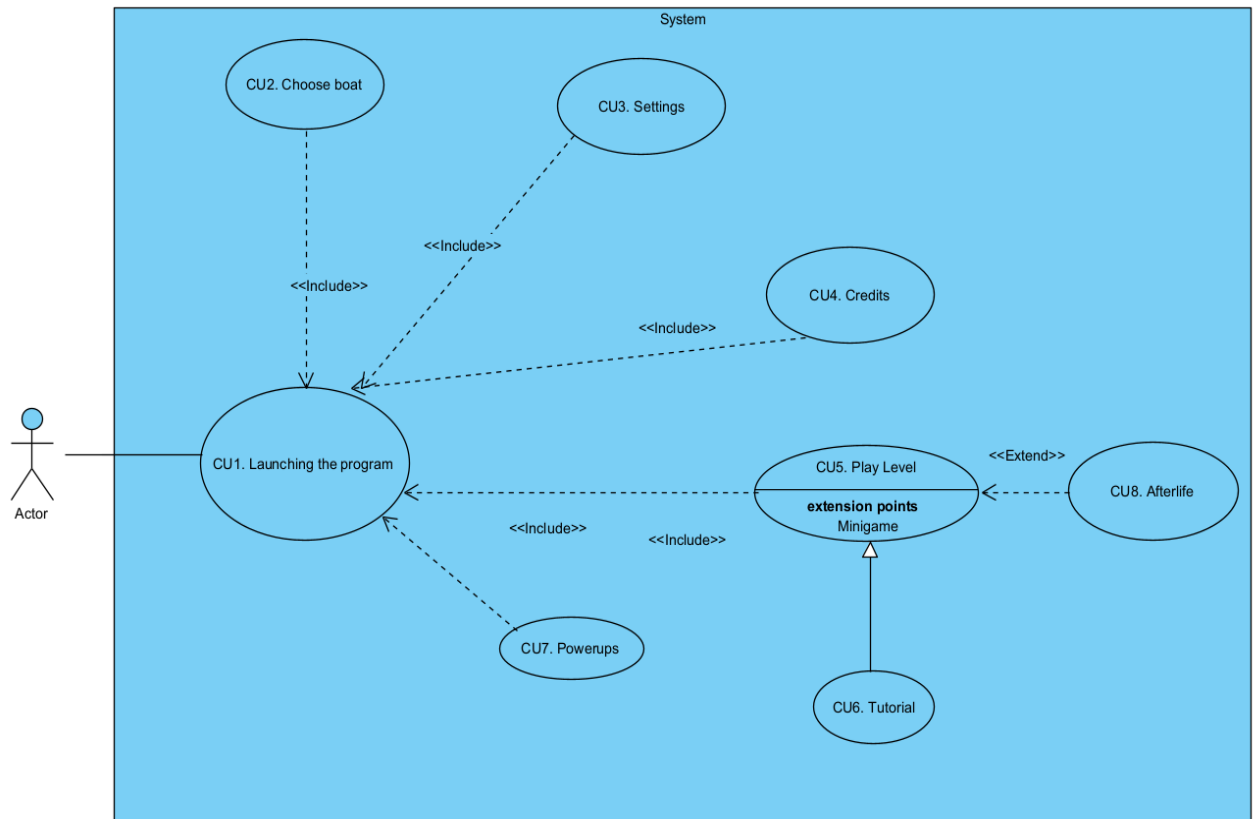 System
CU2. Choose boat
CU3. Settings
<<Include>>
<<Include>>
CU4. Credits
<<Include>>
CU1. Launching the program
Actor
CU5. Play Level
extension points
Minigame
<<Extend>>
CU8. Afterlife
<<Include>>
<<Include>>
CU7. Powerups
CU6. Tutorial